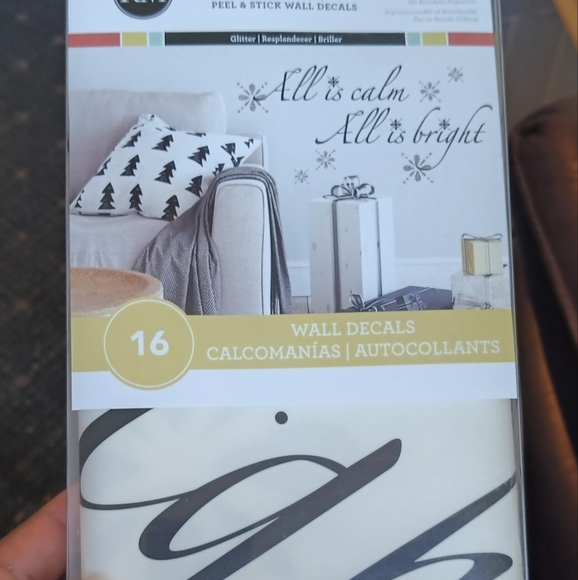 PEEL & STICK WALL DECALS
Glitter | Resplandecer | Briller
All is calm
All is bright
16
WALL DECALS
CALCOMANÍAS | AUTOCOLLANTS